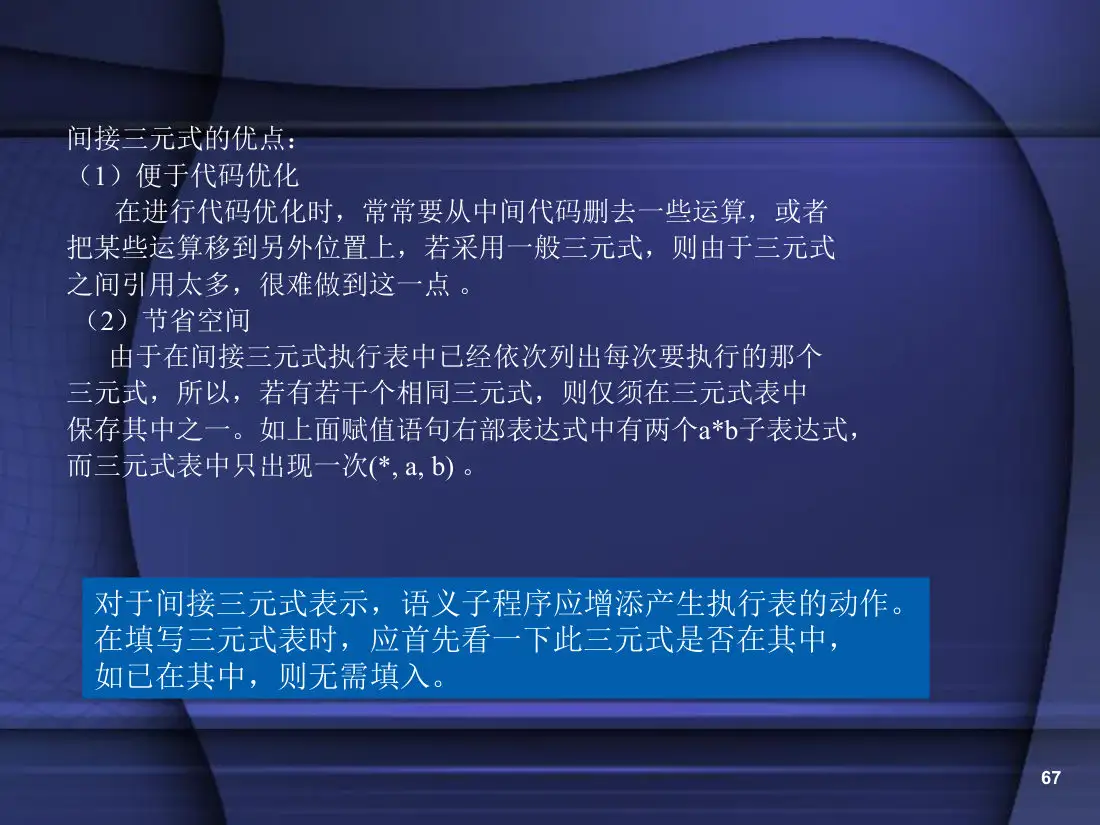 间接三元式的优点：
（1）便于代码优化
在进行代码优化时，常常要从中间代码删去一些运算，或者
把某些运算移到另外位置上，若采用一般三元式，则由于三元式
之间引用太多，很难做到这一点 。
（2）节省空间
由于在间接三元式执行表中已经依次列出每次要执行的那个
三元式，所以，若有若干个相同三元式，则仅须在三元式表中
保存其中之一。如上面赋值语句右部表达式中有两个a*b子表达式，
而三元式表中只出现一次(*, a, b) 。
对于间接三元式表示，语义子程序应增添产生执行表的动作。
在填写三元式表时，应首先看一下此三元式是否在其中，
如已在其中，则无需填入。
67